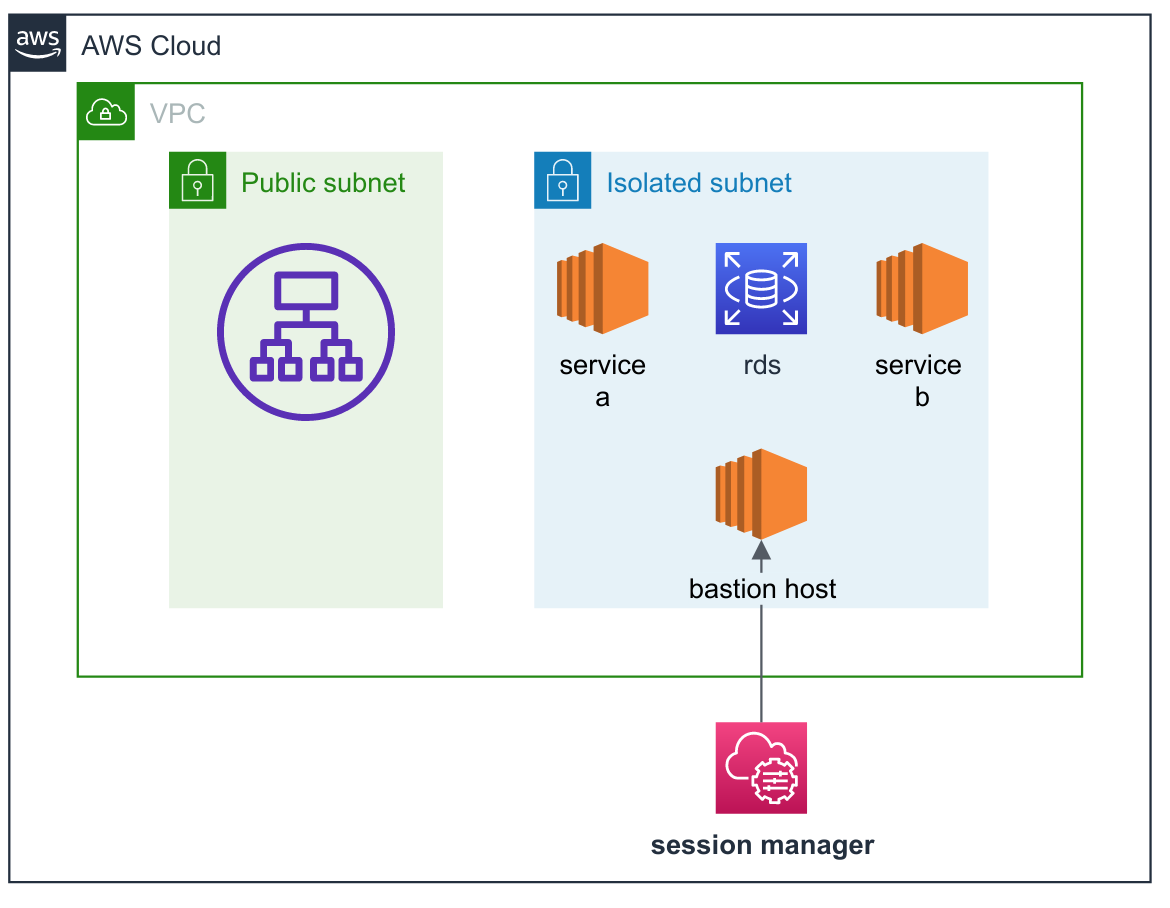 aws
AWS Cloud
VPC
Public subnet
Isolated subnet
service
a
rds
service
b
bastion host
session manager